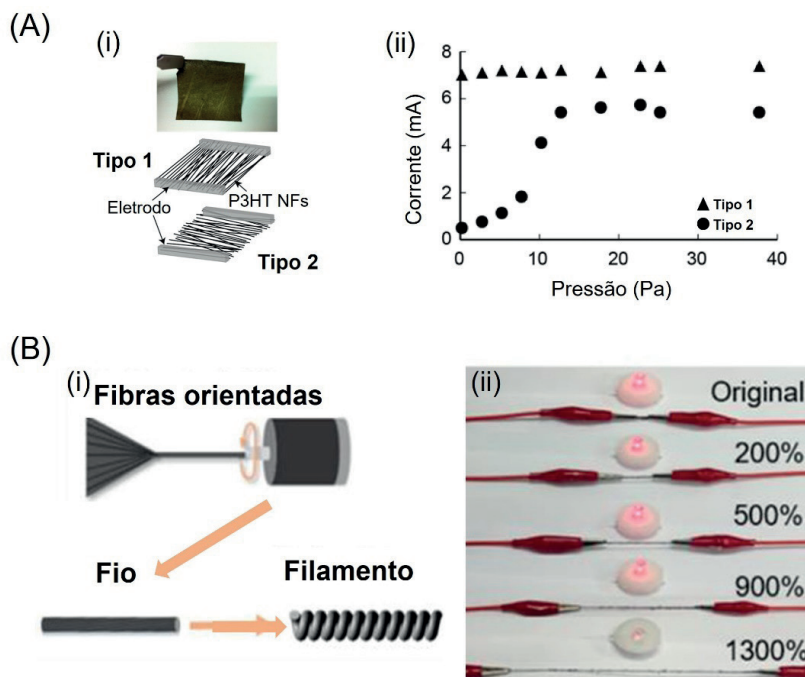 (A)
(i)
Tipo 1
Eletrodo
P3HT NFs
Tipo 2
(ii)
Corrente (mA)
8
6
4
2
0
0
10
20
30
40
Pressão (Pa)
Tipo 1
Tipo 2
(B)
(i)
Fibras orientadas
Fio
Filamento
(ii)
Original
200%
500%
900%
1300%